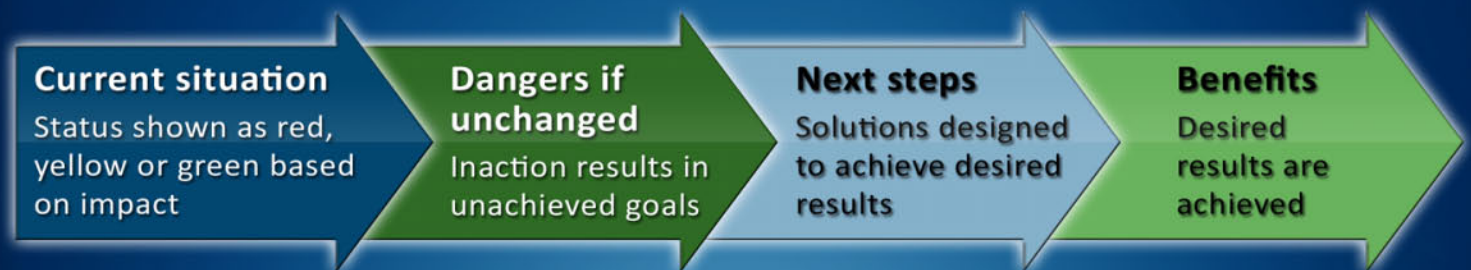 Current situation
Status shown as red,
yellow or green based
on impact
Dangers if
unchanged
Inaction results in
unachieved goals
Next steps
Solutions designed
to achieve desired
results
Benefits
Desired
results are
achieved